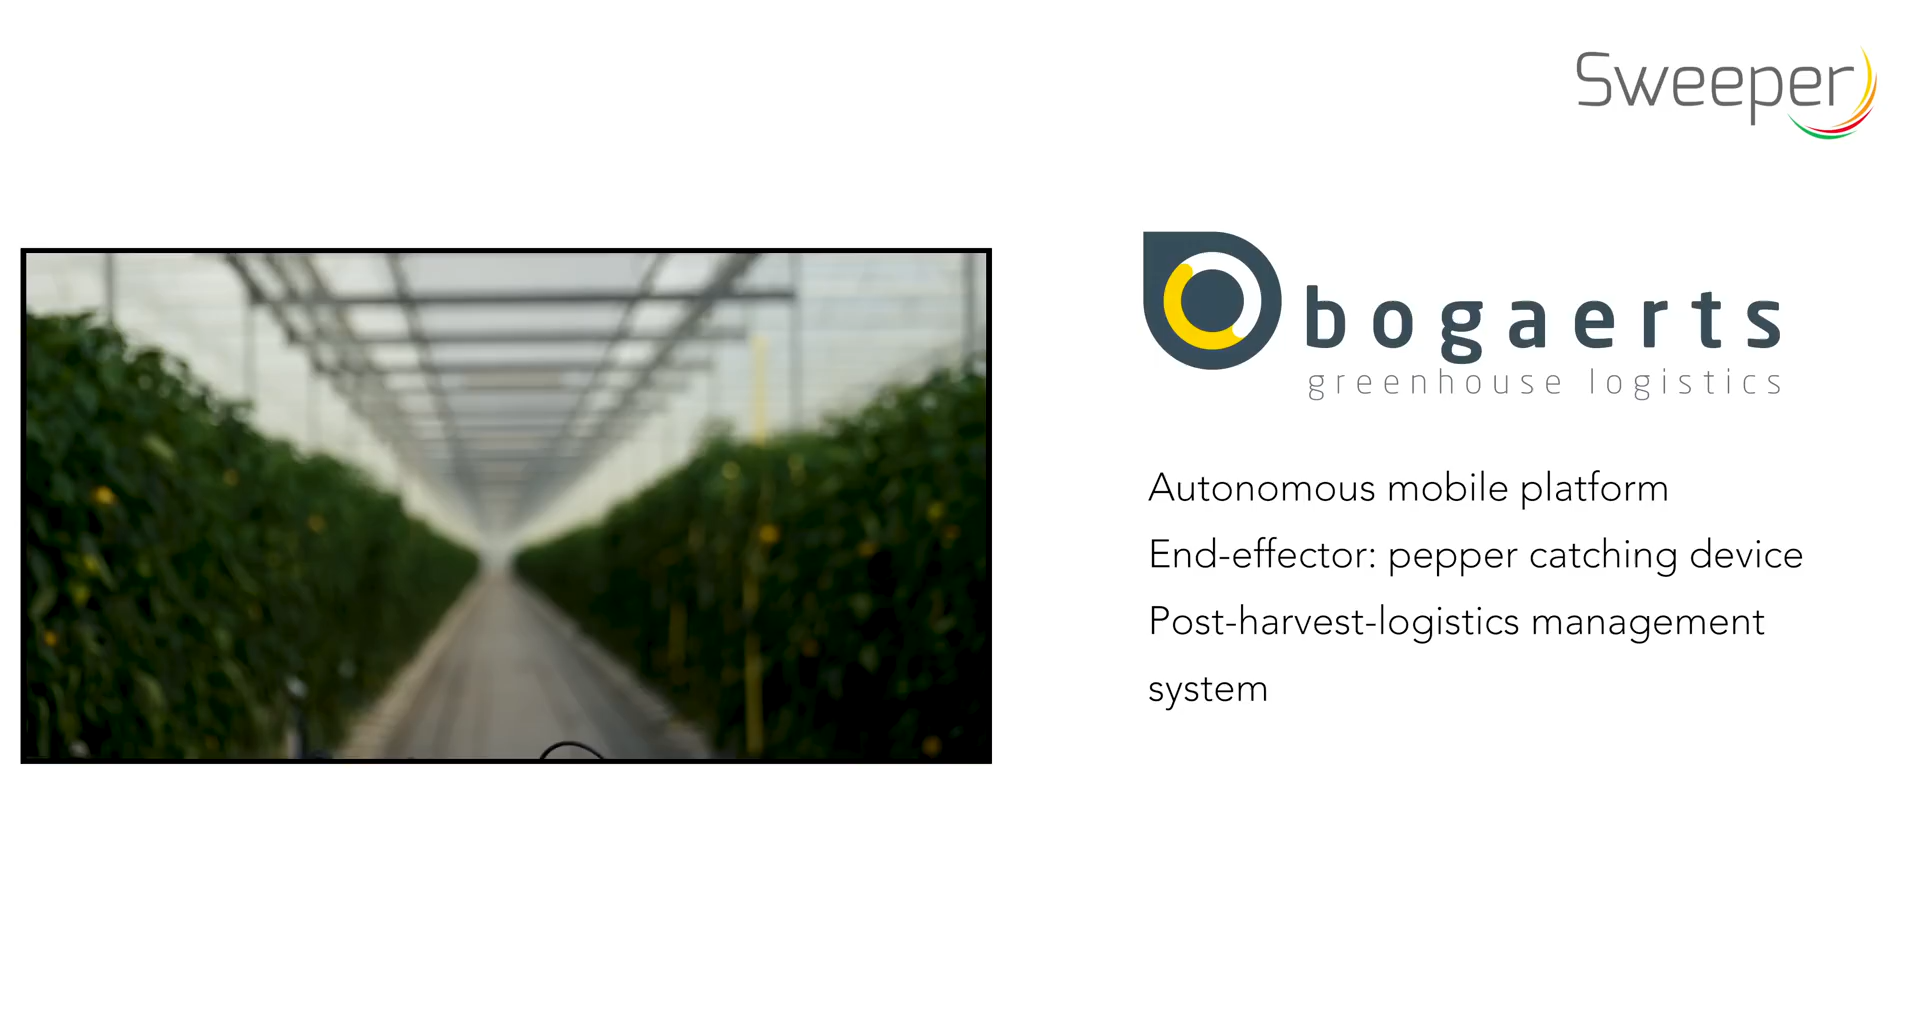 Sweeper
bogaerts
greenhouse logistics
Autonomous mobile platform
End-effector: pepper catching device
Post-harvest-logistics management
system